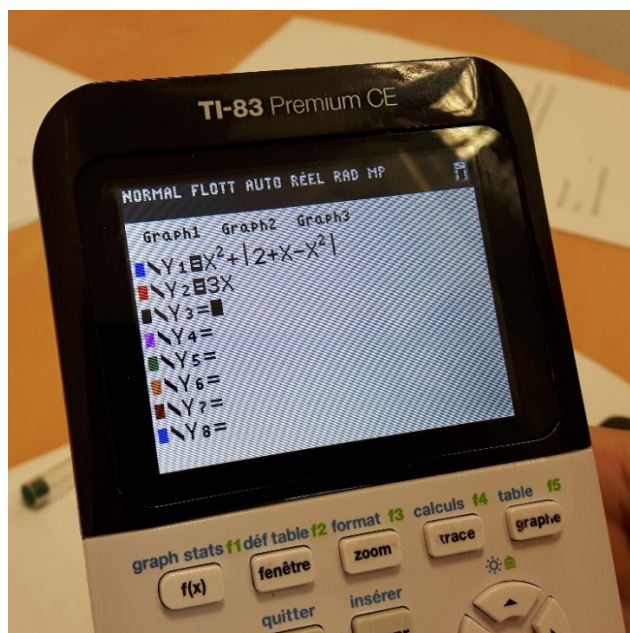 TI-83 Premium CE
NORMAL FLOTT AUTO RÉEL RAD MP
Graph1 Graph2 Graph3
\Y1=X²+|2+X-X²|
\Y2=3X
\Y3=
\Y4=
\Y5=
\Y6=
\Y7=
\Y8=
graph stats f1 déf table f2 format f3 calculs f4 table f5
f(x) fenêtre zoom trace graphe
quitter insérer